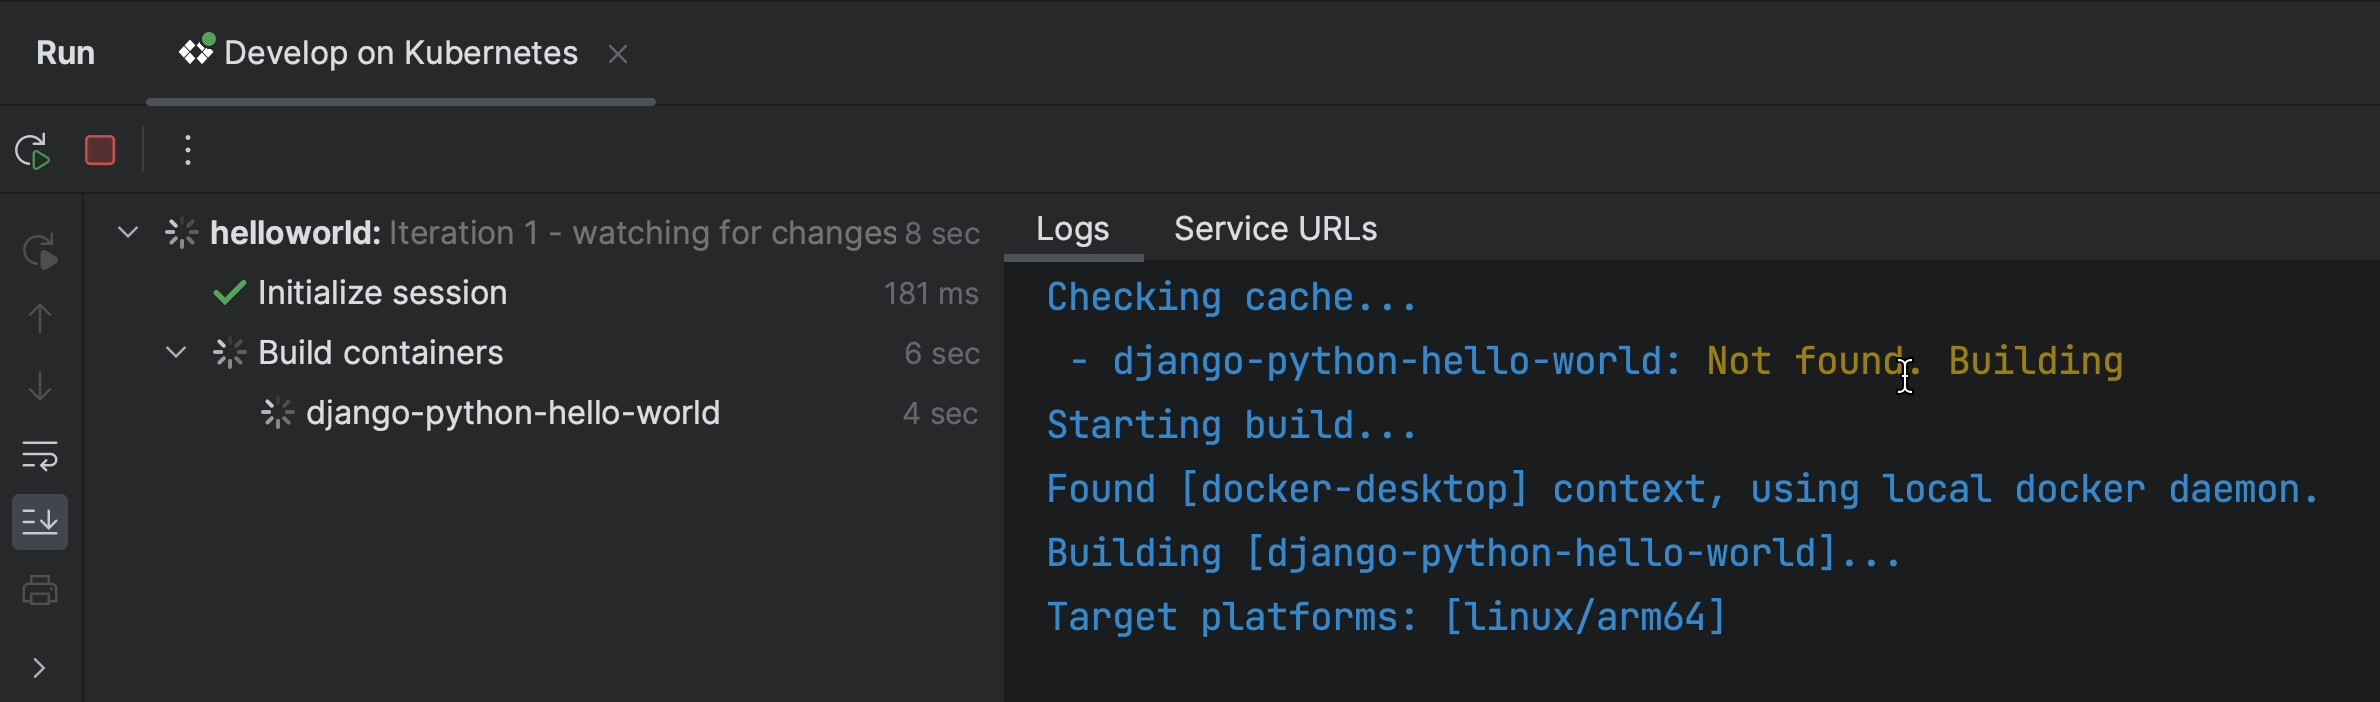 Run
Develop on Kubernetes
helloworld: Iteration 1 - watching for changes 8 sec
Initialize session 181 ms
Build containers 6 sec
django-python-hello-world 4 sec
Logs Service URLs
Checking cache...
- django-python-hello-world: Not found. Building
Starting build...
Found [docker-desktop] context, using local docker daemon.
Building [django-python-hello-world]...
Target platforms: [linux/arm64]